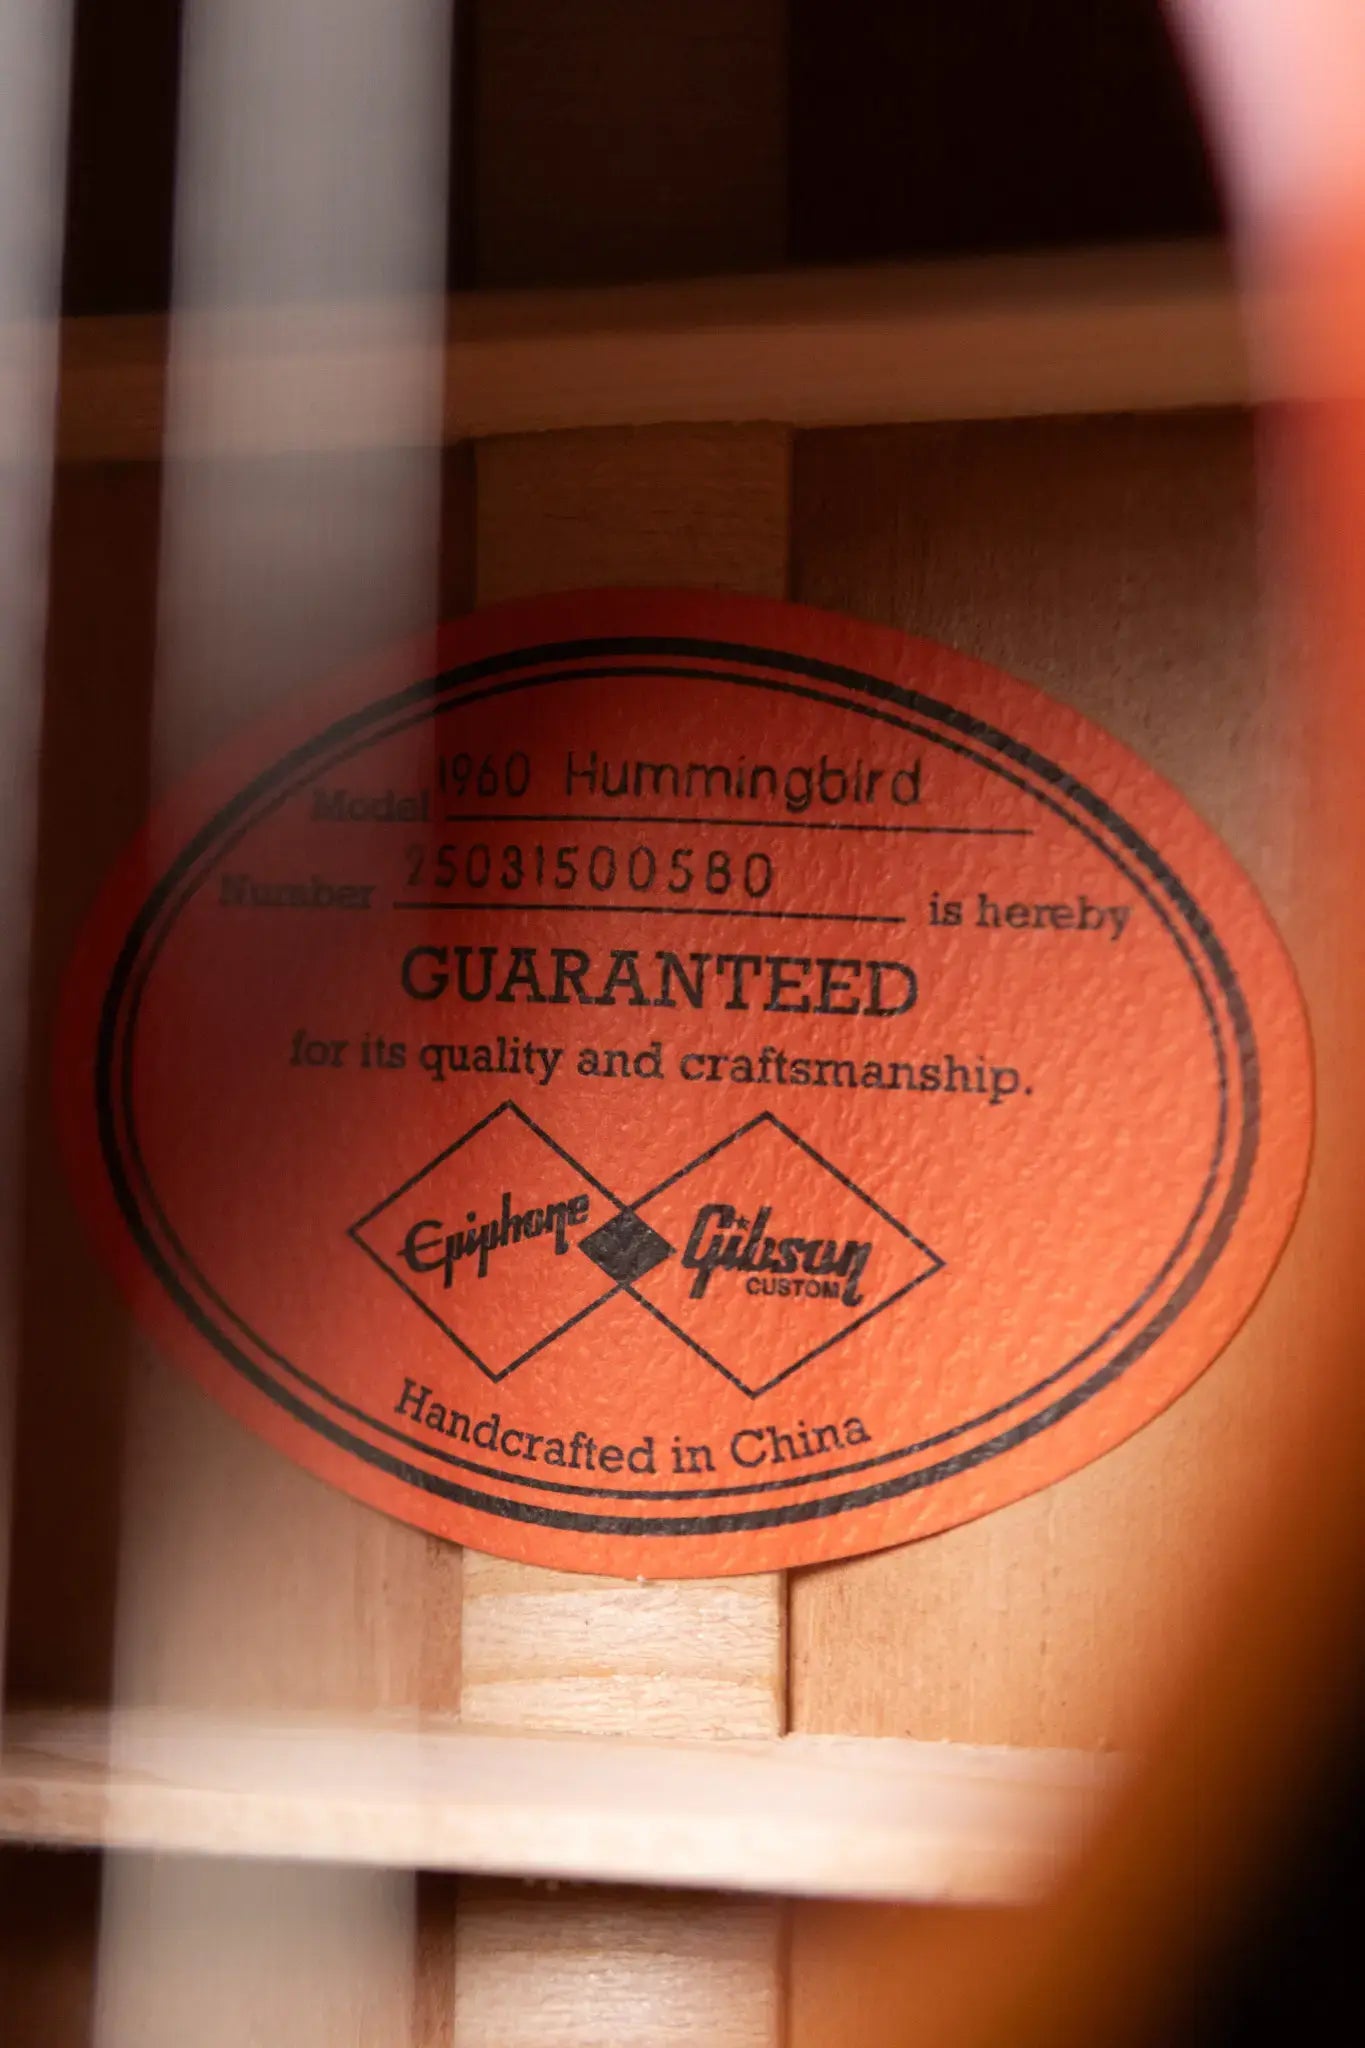 Model 1960 Hummingbird
Number 25031500580 is hereby
GUARANTEED
for its quality and craftsmanship.
Epiphone Gibson
CUSTOM
Handcrafted in China